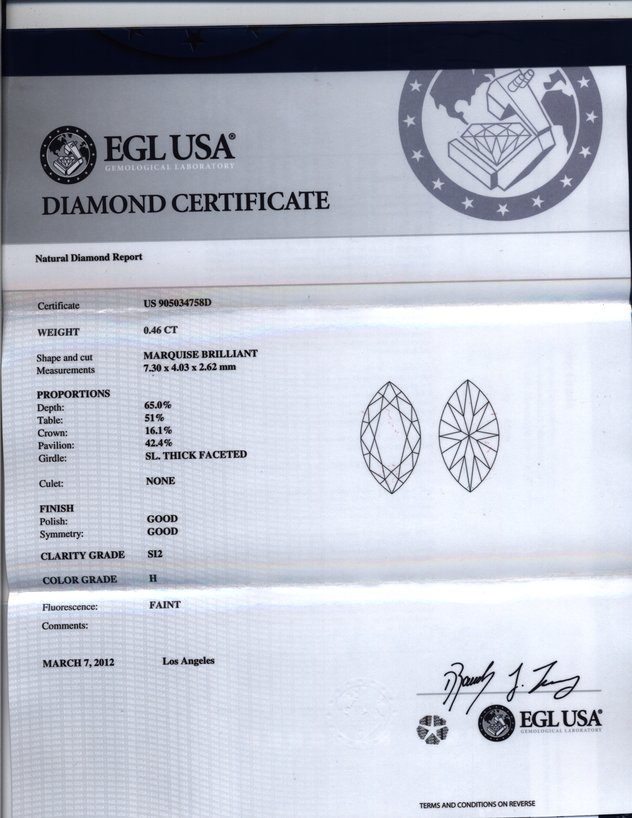 EGL USA®
GEMOLOGICAL LABORATORY
DIAMOND CERTIFICATE
Natural Diamond Report
Certificate US 905034758D
WEIGHT 0.46 CT
Shape and cut MARQUISE BRILLIANT
Measurements 7.30 x 4.03 x 2.62 mm
PROPORTIONS
Depth: 65.0%
Table: 51%
Crown: 16.1%
Pavilion: 42.4%
Girdle: SL. THICK FACETED
Culet: NONE
FINISH
Polish: GOOD
Symmetry: GOOD
CLARITY GRADE SI2
COLOR GRADE H
Fluorescence: FAINT
Comments:
MARCH 7, 2012 Los Angeles
EGL USA®
GEMOLOGICAL LABORATORY
TERMS AND CONDITIONS ON REVERSE